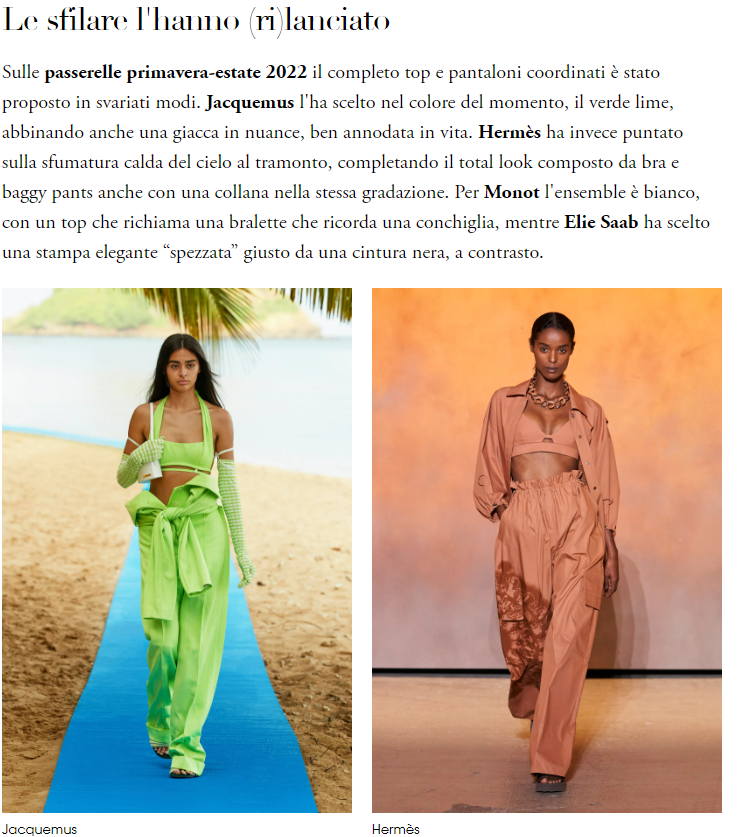 Le sfilare l'hanno (ri)lanciato
Sulle passerelle primavera-estate 2022 il completo top e pantaloni coordinati è stato
proposto in svariati modi. Jacquemus l'ha scelto nel colore del momento, il verde lime,
abbinando anche una giacca in nuance, ben annodata in vita. Hermès ha invece puntato
sulla sfumatura calda del cielo al tramonto, completando il total look composto da bra e
baggy pants anche con una collana nella stessa gradazione. Per Monot l'ensemble è bianco,
con un top che richiama una bralette che ricorda una conchiglia, mentre Elie Saab ha scelto
una stampa elegante “spezzata” giusto da una cintura nera, a contrasto.
Jacquemus
Hermès